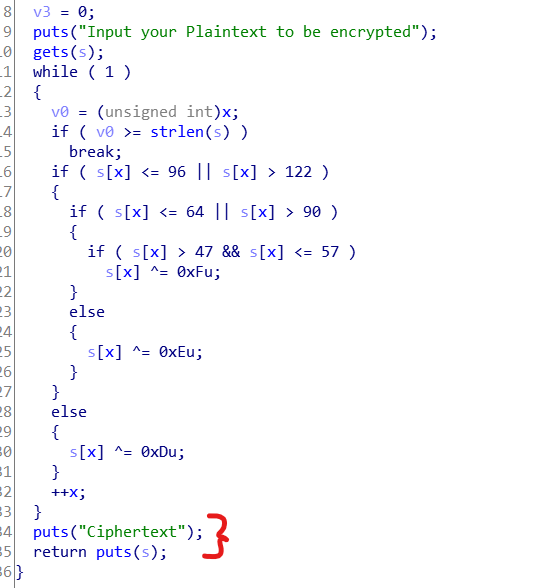 8 v3 = 0;
9 puts("Input your Plaintext to be encrypted");
10 gets(s);
11 while ( 1 )
12 {
13 v0 = (unsigned int)x;
14 if ( v0 >= strlen(s) )
15 break;
16 if ( s[x] <= 96 || s[x] > 122 )
17 {
18 if ( s[x] <= 64 || s[x] > 90 )
19 {
20 if ( s[x] > 47 && s[x] <= 57 )
21 s[x] ^= 0xFu;
22 }
23 else
24 {
25 s[x] ^= 0xEu;
26 }
27 }
28 else
29 {
30 s[x] ^= 0xDu;
31 }
32 ++x;
33 }
34 puts("Ciphertext");
35 return puts(s);
36 }